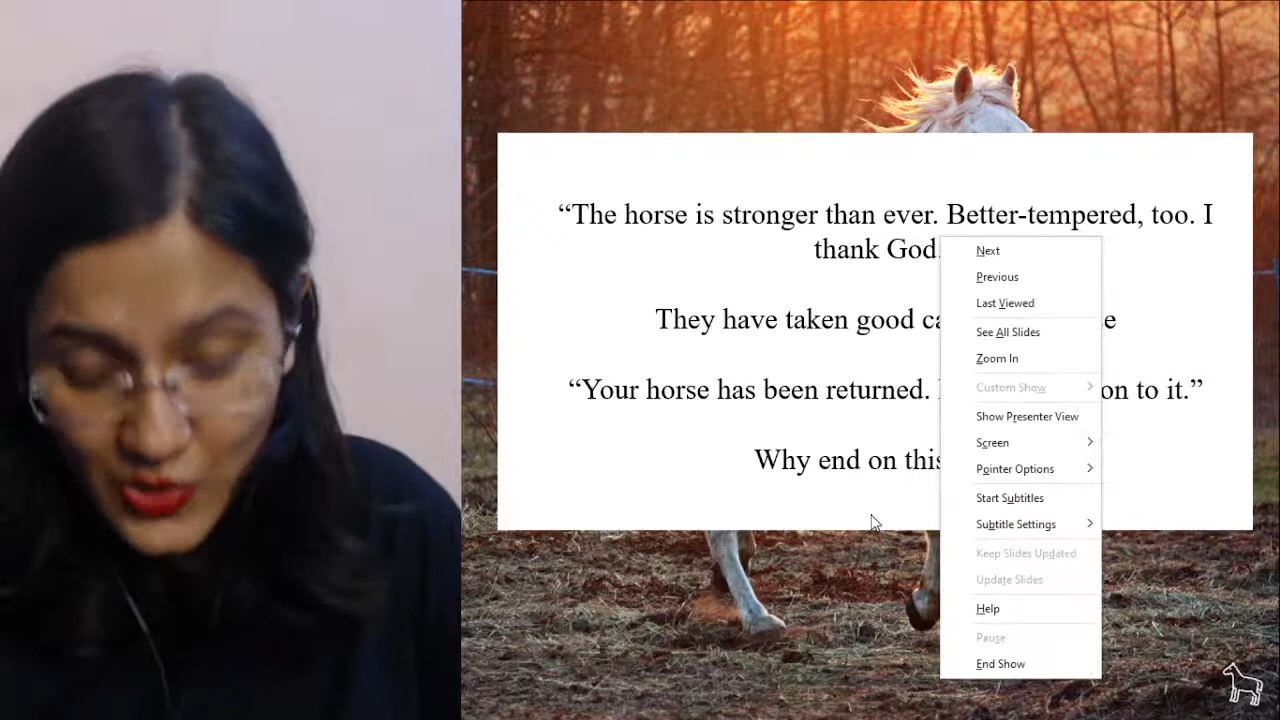 “The horse is stronger than ever. Better-tempered, too. I
thank God.
They have taken good ca e
“Your horse has been returned. on to it.”
Why end on this
Next
Previous
Last Viewed
See All Slides
Zoom In
Custom Show
Show Presenter View
Screen
Pointer Options
Start Subtitles
Subtitle Settings
Keep Slides Updated
Update Slides
Help
Pause
End Show